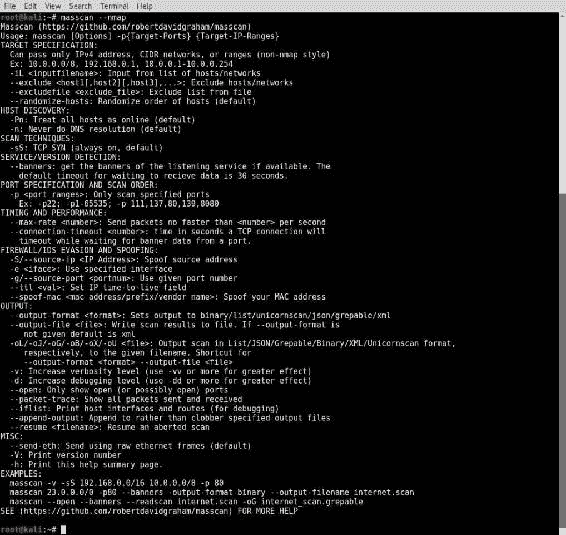 File Edit View Search Terminal Help
root@kali:~# masscan --nmap
Masscan (https://github.com/robertdavidgraham/masscan)
Usage: masscan [Options] -p{Target-Ports} {Target-IP-Ranges}
TARGET SPECIFICATION:
Can pass only IPv4 address, CIDR networks, or ranges (non-nmap style)
Ex: 10.0.0.0/8, 192.168.0.1, 10.0.0.1-10.0.0.254
-iL <inputfilename>: Input from list of hosts/networks
--exclude <host1[,host2][,host3],...>: Exclude hosts/networks
--excludefile <exclude_file>: Exclude list from file
--randomize-hosts: Randomize order of hosts (default)
HOST DISCOVERY:
-Pn: Treat all hosts as online (default)
-n: Never do DNS resolution (default)
SCAN TECHNIQUES:
-sS: TCP SYN (always on, default)
SERVICE/VERSION DETECTION:
--banners: get the banners of the listening service if available. The
default timeout for waiting to recieve data is 30 seconds.
PORT SPECIFICATION AND SCAN ORDER:
-p <port ranges>: Only scan specified ports
Ex: -p22; -p1-65535; -p 111,137,80,139,8080
TIMING AND PERFORMANCE:
--max-rate <number>: Send packets no faster than <number> per second
--connection-timeout <number>: time in seconds a TCP connection will
timeout while waiting for banner data from a port.
FIREWALL/IDS EVASION AND SPOOFING:
-S/--source-ip <IP_Address>: Spoof source address
-e <iface>: Use specified interface
-g/--source-port <portnum>: Use given port number
--ttl <val>: Set IP time-to-live field
--spoof-mac <mac address/prefix/vendor name>: Spoof your MAC address
OUTPUT:
--output-format <format>: Sets output to binary/list/unicornscan/json/grepable/xml
--output-file <file>: Write scan results to file. If --output-format is
not given default is xml
-oL/-oJ/-oG/-oB/-oX/-oU <file>: Output scan in List/JSON/Grepable/Binary/XML/Unicornscan format,
respectively, to the given filename. Shortcut for
--output-format <format> --output-file <file>
-v: Increase verbosity level (use -vv or more for greater effect)
-d: Increase debugging level (use -dd or more for greater effect)
--open: Only show open (or possibly open) ports
--packet-trace: Show all packets sent and received
--iflist: Print host interfaces and routes (for debugging)
--append-output: Append to rather than clobber specified output files
--resume <filename>: Resume an aborted scan
MISC:
--send-eth: Send using raw ethernet frames (default)
-V: Print version number
-h: Print this help summary page.
EXAMPLES:
masscan -v -sS 192.168.0.0/16 10.0.0.0/8 -p 80
masscan 23.0.0.0/0 -p80 --banners -output-format binary --output-filename internet.scan
masscan --open --banners --readscan internet.scan -oG internet_scan.grepable
SEE (https://github.com/robertdavidgraham/masscan) FOR MORE HELP
root@kali:~#